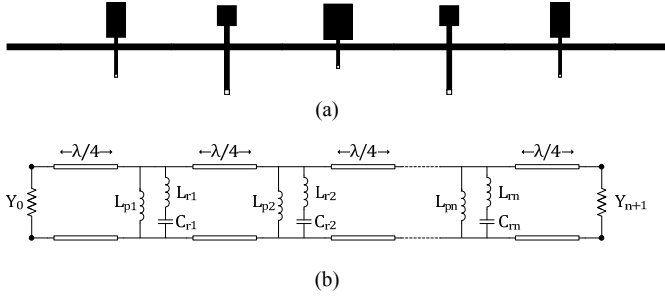 (a)
←λ/4→ ←λ/4→ ←λ/4→ ←λ/4→
Y₀ Lp1 Lr1 Cr1 Lp2 Lr2 Cr2 Lpn Lrn Crn Yn+1
(b)